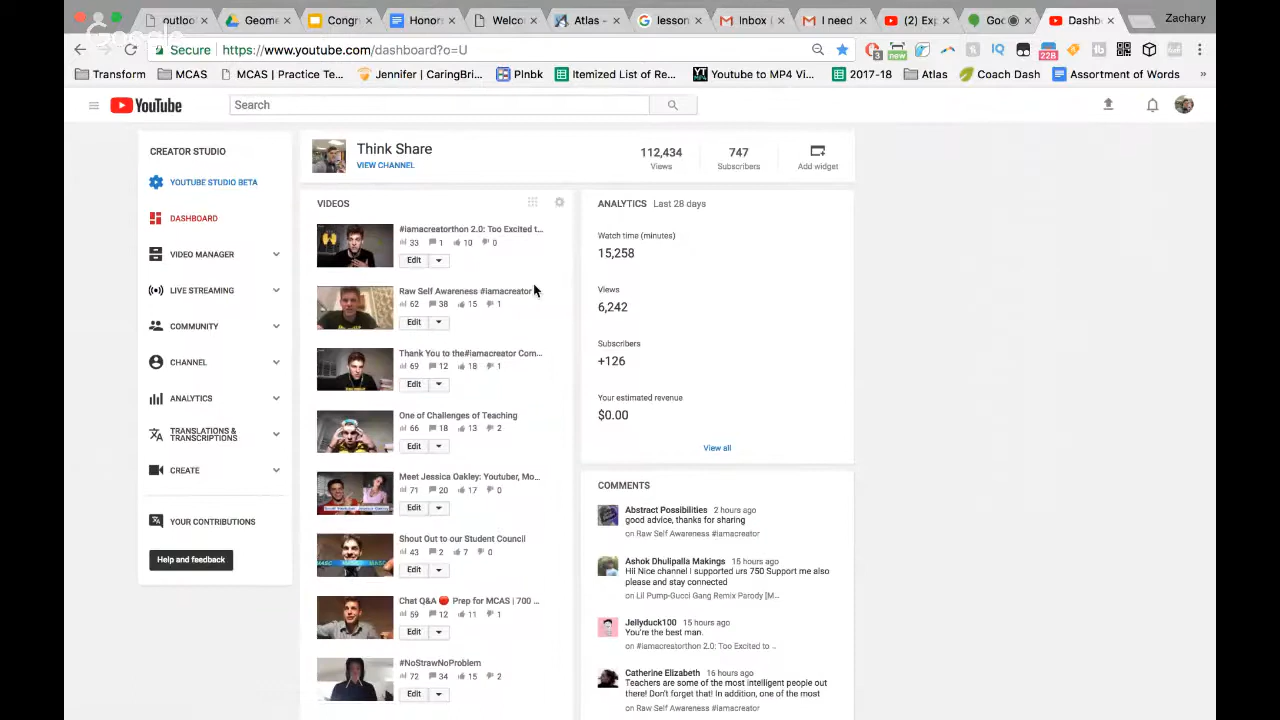 outloo
Geome
Congr
Honor
Welco
Atlas -
lesson
Inbox (
I need
(2) Exp
Goo
Dashb
Zachary
Google
Secure
https://www.youtube.com/dashboard?o=U
3
new
IQ
228
Transform
MCAS
MCAS Practice Te...
Jennifer | CaringBri...
Plnbk
Itemized List of Re...
YT
Youtube to MP4 Vi...
2017-18
Atlas
Coach Dash
Assortment of Words
»
YouTube
Search
CREATOR STUDIO
YOUTUBE STUDIO BETA
DASHBOARD
VIDEO MANAGER
LIVE STREAMING
COMMUNITY
CHANNEL
ANALYTICS
TRANSLATIONS &
TRANSCRIPTIONS
CREATE
YOUR CONTRIBUTIONS
Help and feedback
Think Share
VIEW CHANNEL
112,434
Views
747
Subscribers
Add widget
VIDEOS
#iamacreatorthon 2.0: Too Excited t...
33 1 10 0
Edit
Raw Self Awareness #iamacreator
62 38 15 1
Edit
Thank You to the#iamacreator Com...
69 12 18 1
Edit
One of Challenges of Teaching
66 18 13 2
Edit
Meet Jessica Oakley: Youtuber, Mo...
71 20 17 0
Edit
Shout Out to our Student Council
43 2 7 0
Edit
Chat Q&A 🔴 Prep for MCAS | 700 ...
59 12 11 1
Edit
#NoStrawNoProblem
72 34 15 2
Edit
ANALYTICS Last 28 days
Watch time (minutes)
15,258
Views
6,242
Subscribers
+126
Your estimated revenue
$0.00
View all
COMMENTS
Abstract Possibilities 2 hours ago
good advice, thanks for sharing
on Raw Self Awareness #iamacreator
Ashok Dhulipalla Makings 15 hours ago
Hii Nice channel I supported urs 750 Support me also
please and stay connected
on Lil Pump-Gucci Gang Remix Parody [M...
Jellyduck100 15 hours ago
You're the best man.
on #iamacreatorthon 2.0: Too Excited to ...
Catherine Elizabeth 16 hours ago
Teachers are some of the most intelligent people out
there! Don't forget that! In addition, one of the most
on Raw Self Awareness #iamacreator